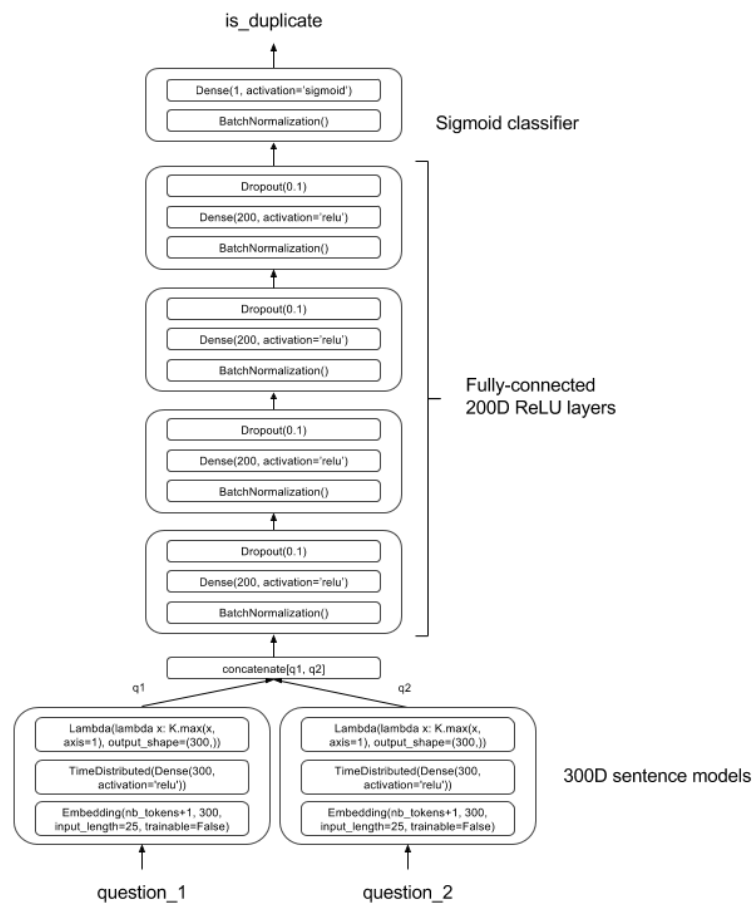 is_duplicate
Dense(1, activation='sigmoid')
BatchNormalization()
Sigmoid classifier
Dropout(0.1)
Dense(200, activation='relu')
BatchNormalization()
Dropout(0.1)
Dense(200, activation='relu')
BatchNormalization()
Fully-connected
200D ReLU layers
Dropout(0.1)
Dense(200, activation='relu')
BatchNormalization()
Dropout(0.1)
Dense(200, activation='relu')
BatchNormalization()
concatenate[q1, q2]
q1
q2
Lambda(lambda x: K.max(x,
axis=1), output_shape=(300,))
TimeDistributed(Dense(300,
activation='relu'))
Embedding(nb_tokens+1, 300,
input_length=25, trainable=False)
Lambda(lambda x: K.max(x,
axis=1), output_shape=(300,))
TimeDistributed(Dense(300,
activation='relu'))
Embedding(nb_tokens+1, 300,
input_length=25, trainable=False)
300D sentence models
question_1
question_2